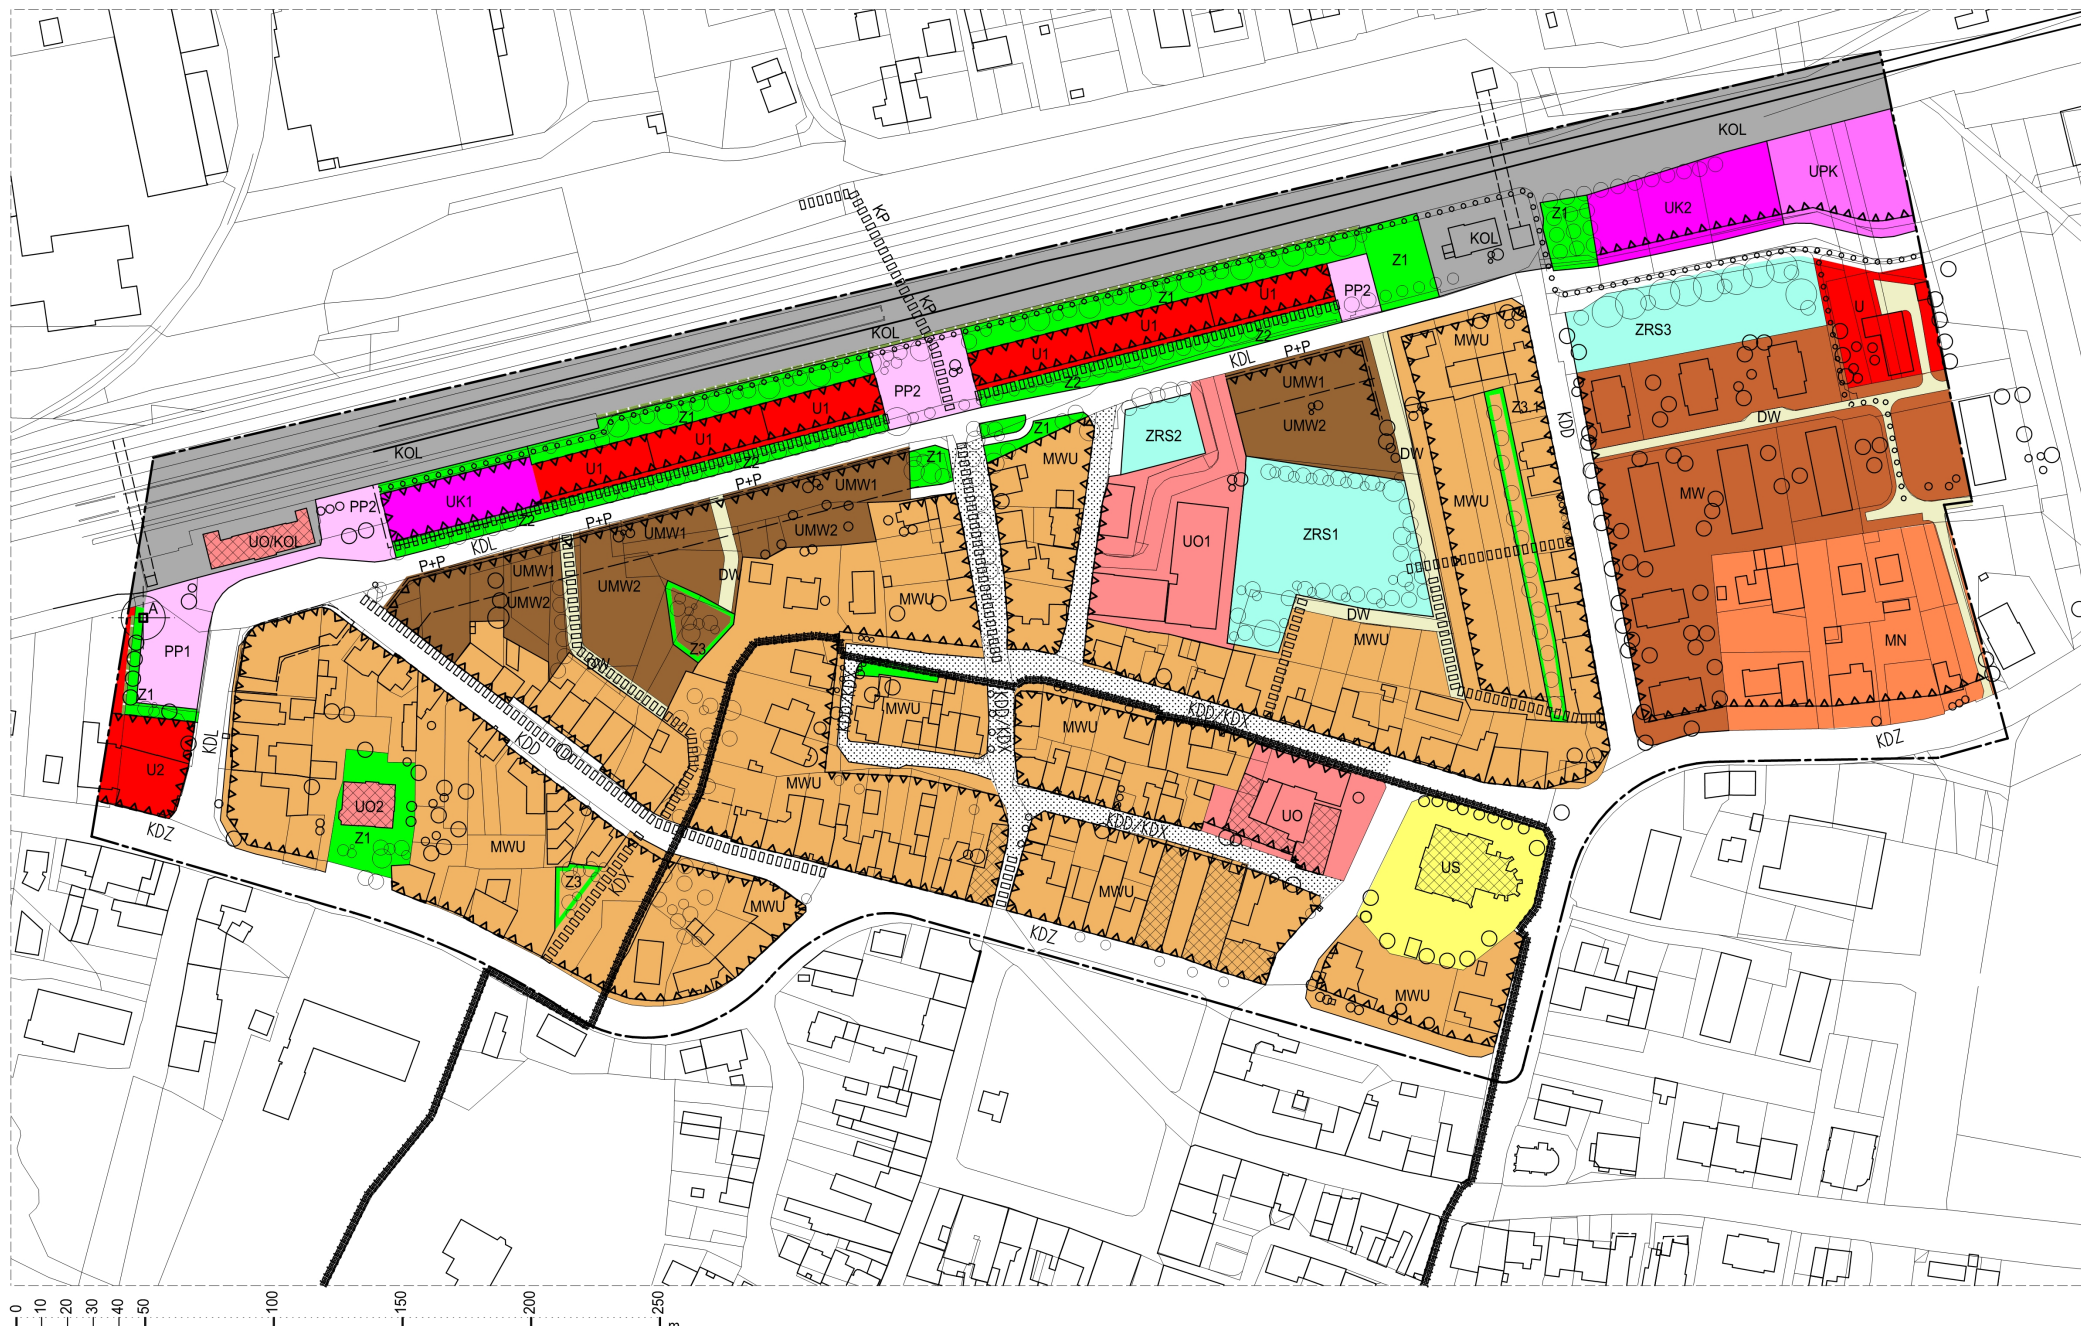 KOL
UPK
KP
UK2
Z1
KOL
Z1
KP
Z1
U1
PP2
KOL
U1
ZRS3
U
U1
Z2
MWU
U1
KDL
P+P
Z2
PP2
UMW1
Z3.1
U1
Z1
UMW2
KDD
DW
U1
Z1
ZRS2
MWU
DW
KOL
U1
Z2
Z1
P+P
UMW1
MWU
MW
PP2
UK1
Z2
P+P
UMW1
UMW2
ZRS1
UO/KOL
KDL
UO1
P+P
UMW1
UMW2
DW
UMW2
MWU
DW
MWU
MN
A
PP1
Z3
DW
Z1
KDD/KDX
MWU
KDD/KDX
KDD/KDX
MWU
KDL
KDD
KDZ
U2
MWU
UO2
UO
KDZ
Z1
MWU
KDD/KDX
US
Z3
KDX
MWU
MWU
KDZ
MWU
0
10
20
30
40
50
100
150
200
250
m